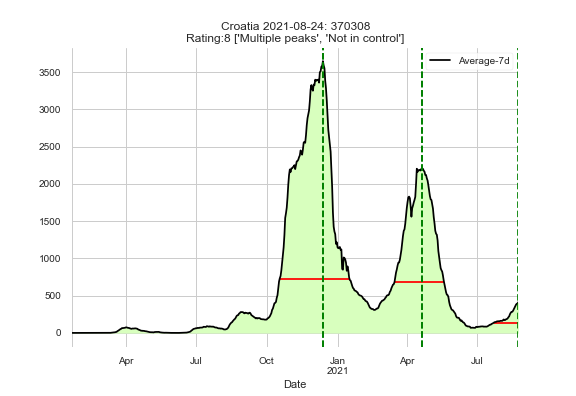 Croatia 2021-08-24: 370308
Rating:8 ['Multiple peaks', 'Not in control']
Average-7d
3500
3000
2500
2000
1500
1000
500
0
Apr Jul Oct Jan Apr Jul
2021
Date